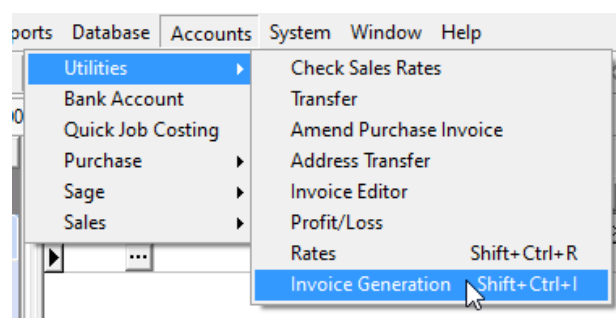 ports Database Accounts System Window Help
Utilities
Bank Account
Quick Job Costing
Purchase
Sage
Sales
Check Sales Rates
Transfer
Amend Purchase Invoice
Address Transfer
Invoice Editor
Profit/Loss
Rates Shift+Ctrl+R
Invoice Generation Shift+Ctrl+I
...